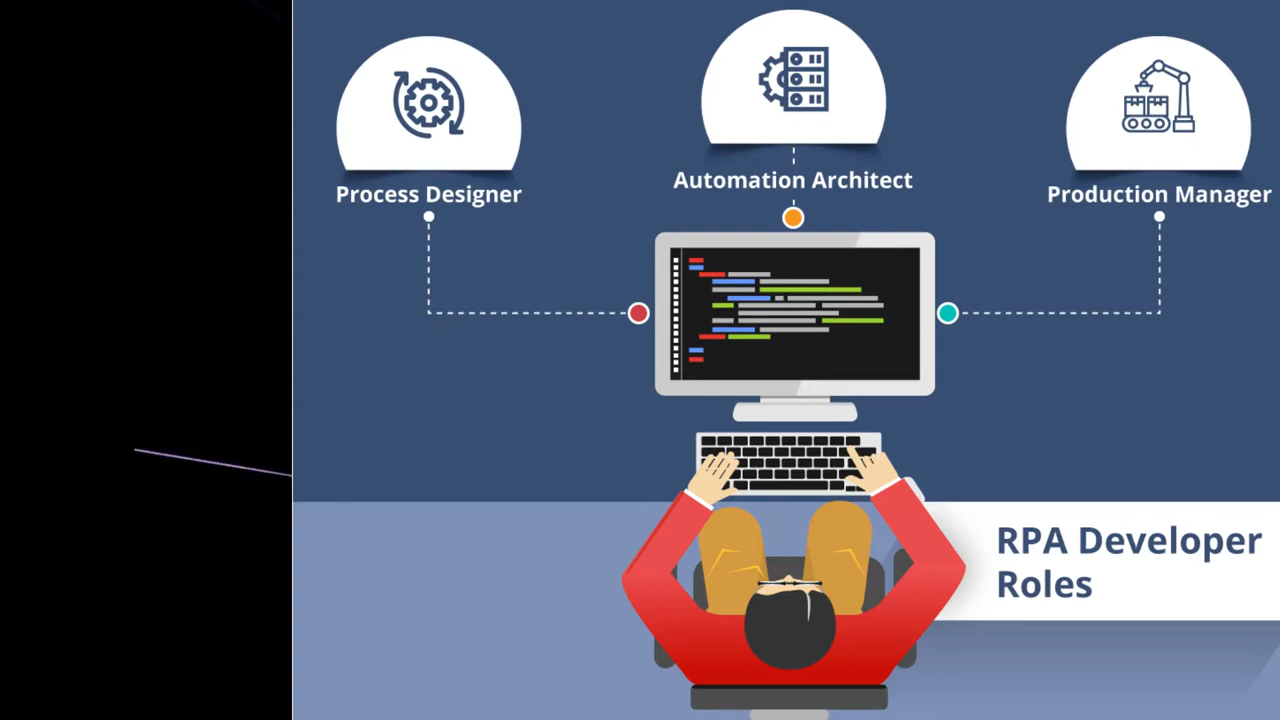 Automation Architect
Process Designer
Production Manager
RPA Developer
Roles